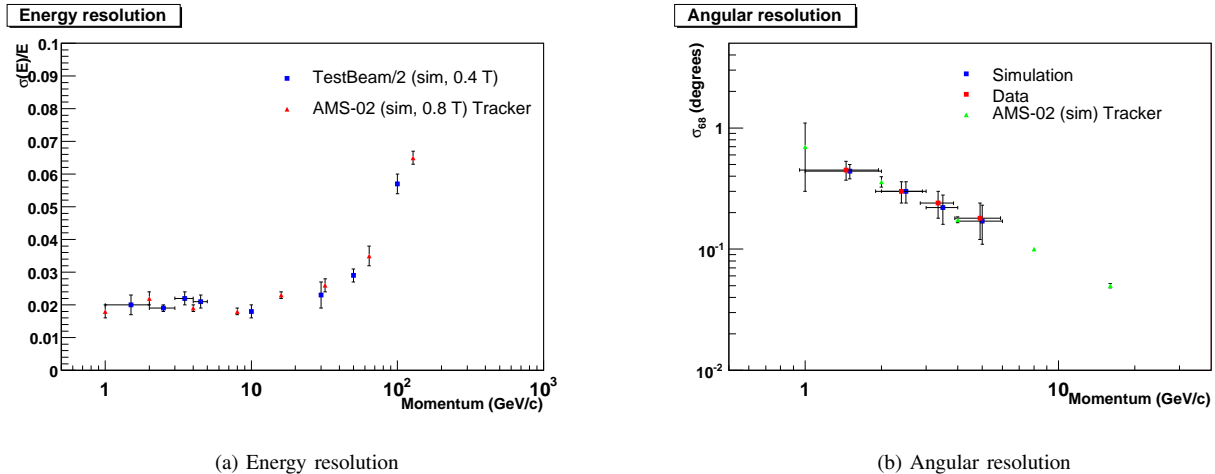 Energy resolution
σ(E)/E
0.1
0.09
0.08
0.07
0.06
0.05
0.04
0.03
0.02
0.01
0
TestBeam/2 (sim, 0.4 T)
AMS-02 (sim, 0.8 T) Tracker
1
10
10²
10³
Momentum (GeV/c)
(a) Energy resolution
Angular resolution
σ₆₈ (degrees)
1
10⁻¹
10⁻²
Simulation
Data
AMS-02 (sim) Tracker
1
10
Momentum (GeV/c)
(b) Angular resolution